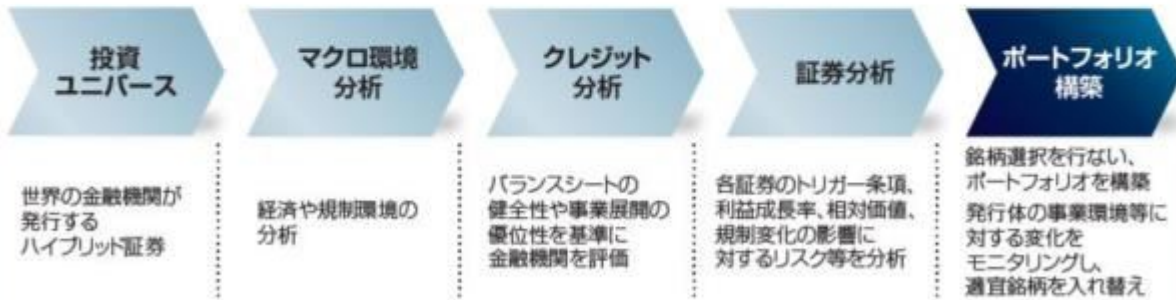 投資
ユニバース
世界の金融機関が
発行する
ハイブリッド証券
マクロ環境
分析
経済や規制環境の
分析
クレジット
分析
バランスシートの
健全性や事業展開の
優位性を基準に
金融機関を評価
証券分析
各証券のトリガー条項、
利益成長率、相対価値、
規制変化の影響に
対するリスク等を分析
ポートフォリオ
構築
銘柄選択を行ない、
ポートフォリオを構築
発行体の事業環境等に
対する変化を
モニタリングし、
適宜銘柄を入れ替え